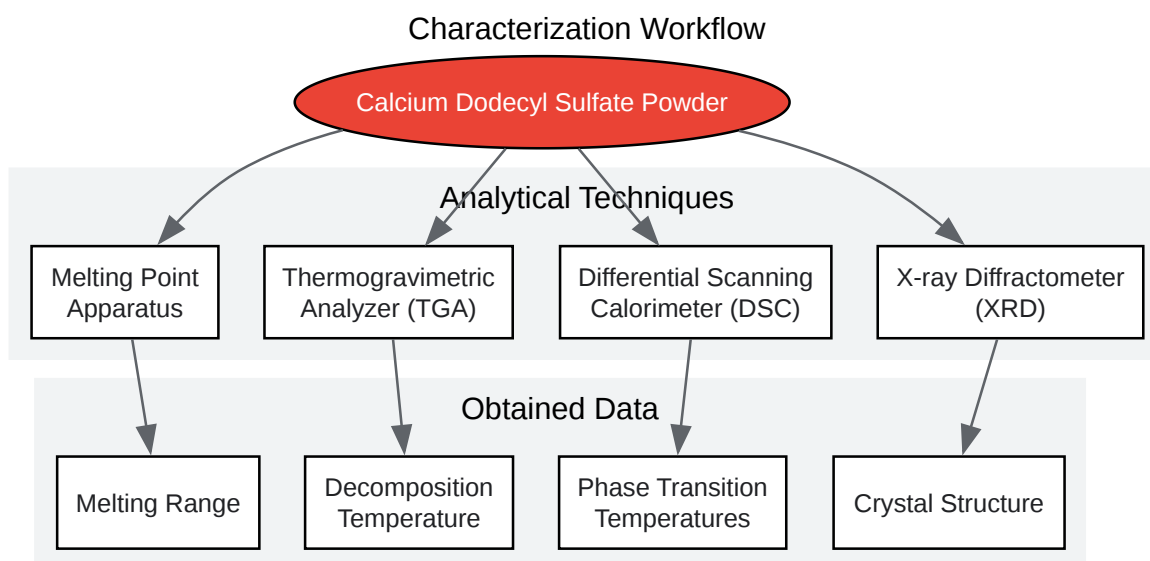 Characterization Workflow
Calcium Dodecyl Sulfate Powder
Analytical Techniques
Melting Point
Apparatus
Thermogravimetric
Analyzer (TGA)
Differential Scanning
Calorimeter (DSC)
X-ray Diffractometer
(XRD)
Obtained Data
Melting Range
Decomposition
Temperature
Phase Transition
Temperatures
Crystal Structure